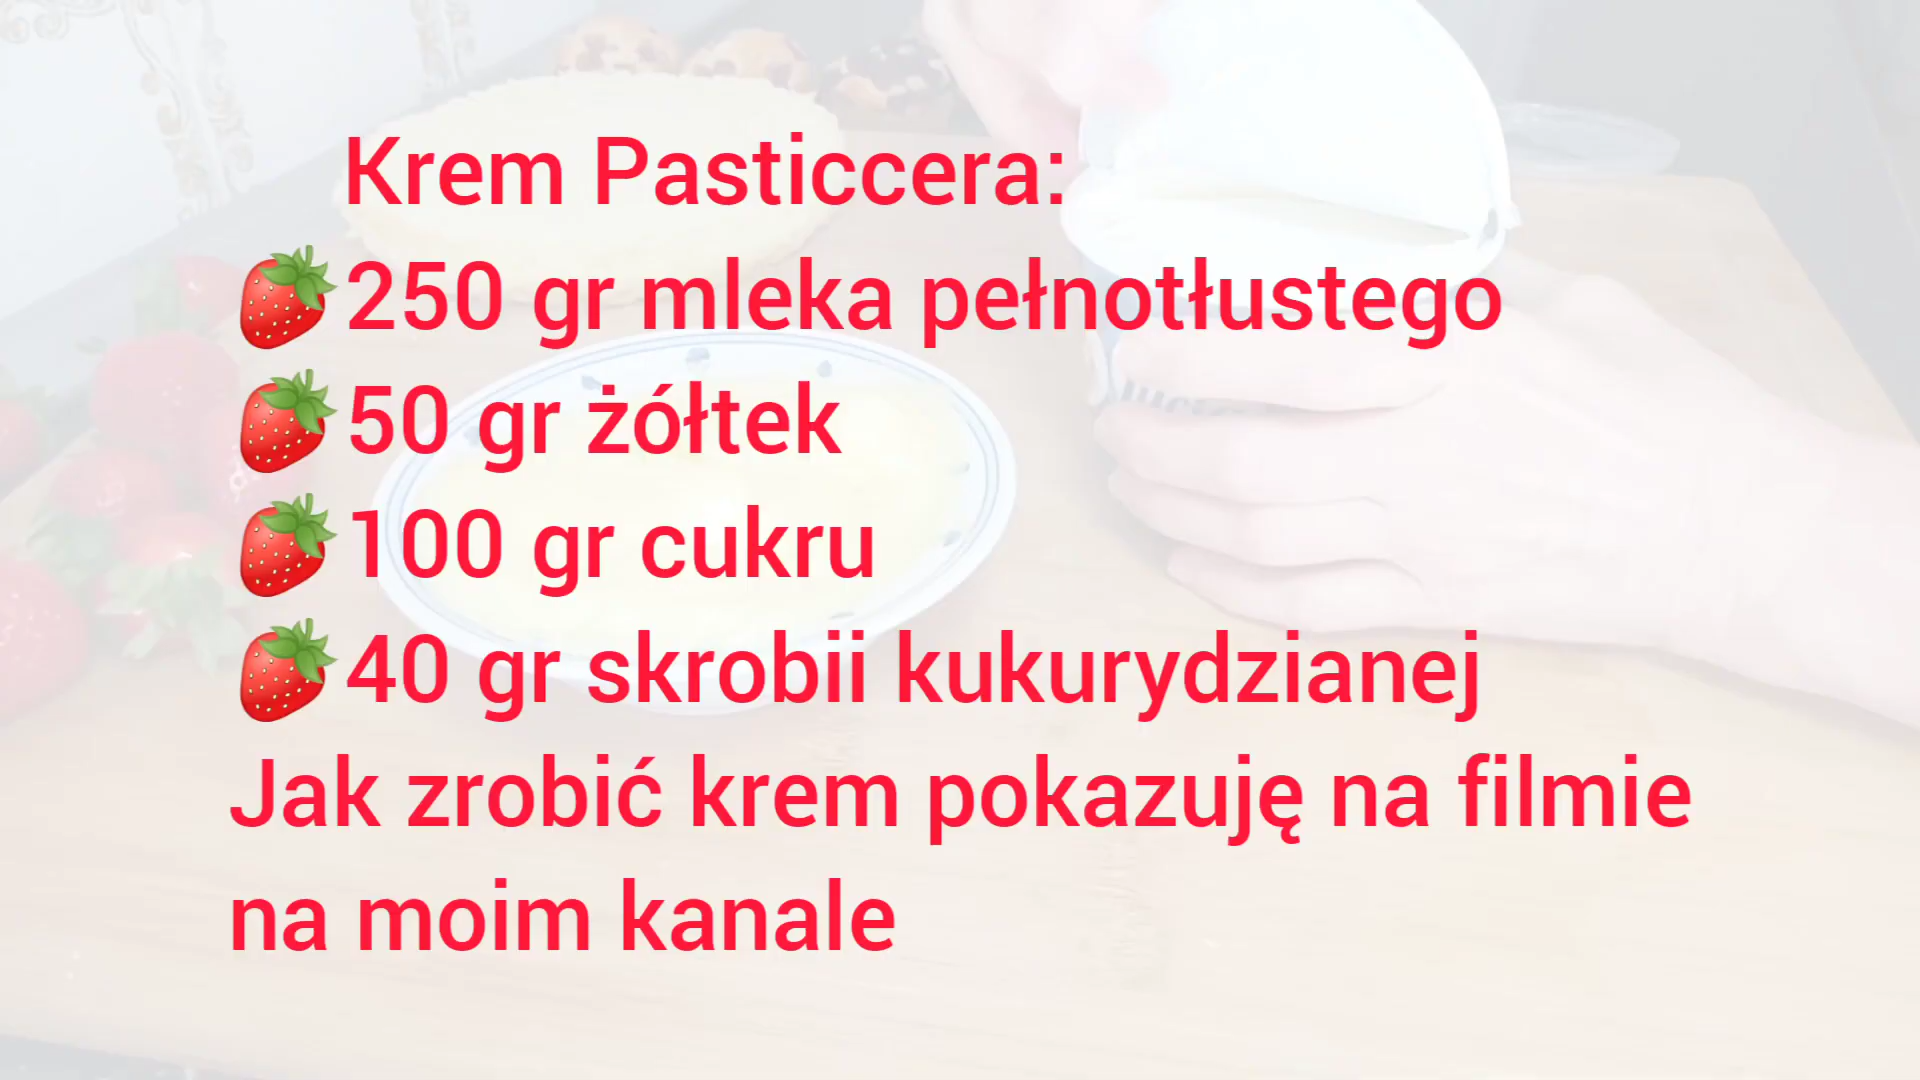 Krem Pasticcera:
🍓250 gr mleka pełnotłustego
🍓50 gr żółtek
🍓100 gr cukru
🍓40 gr skrobii kukurydzianej
Jak zrobić krem pokazuję na filmie
na moim kanale